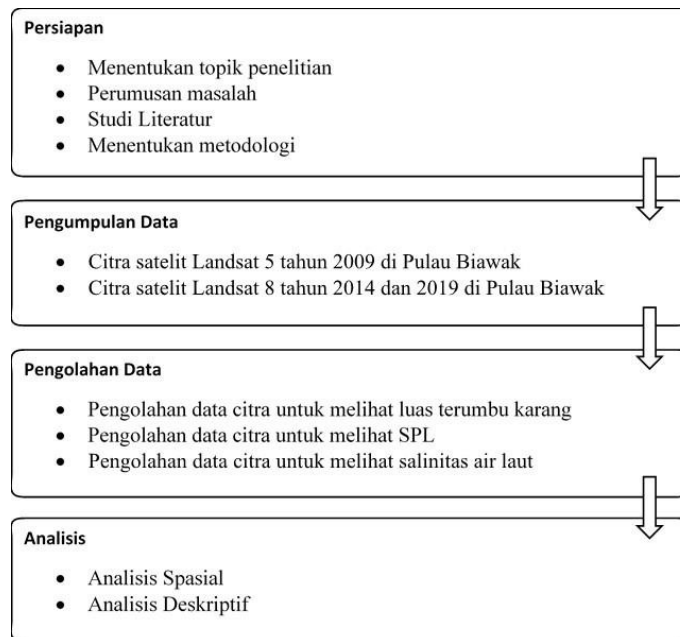 Persiapan
• Menentukan topik penelitian
• Perumusan masalah
• Studi Literatur
• Menentukan metodologi
Pengumpulan Data
• Citra satelit Landsat 5 tahun 2009 di Pulau Biawak
• Citra satelit Landsat 8 tahun 2014 dan 2019 di Pulau Biawak
Pengolahan Data
• Pengolahan data citra untuk melihat luas terumbu karang
• Pengolahan data citra untuk melihat SPL
• Pengolahan data citra untuk melihat salinitas air laut
Analisis
• Analisis Spasial
• Analisis Deskriptif